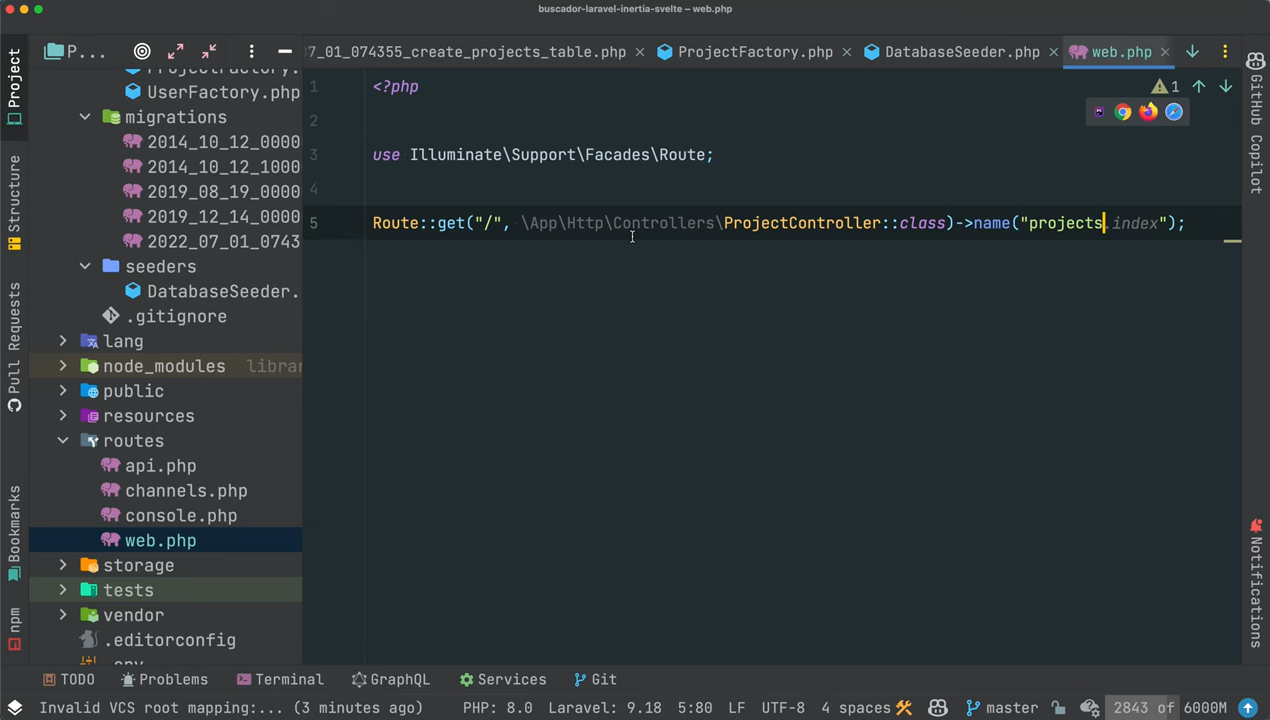 buscador-laravel-inertia-svelte – web.php
P...
7_01_074355_create_projects_table.php
ProjectFactory.php
DatabaseSeeder.php
web.php
Project
Structure
Pull Requests
Bookmarks
npm
ProjectFactory.
UserFactory.php
migrations
2014_10_12_0000
2014_10_12_1000
2019_08_19_0000
2019_12_14_0000
2022_07_01_0743
seeders
DatabaseSeeder.
.gitignore
lang
node_modules librar
public
resources
routes
api.php
channels.php
console.php
web.php
storage
tests
vendor
.editorconfig
.env
1 <?php
2
3 use Illuminate\Support\Facades\Route;
4
5 Route::get("/", \App\Http\Controllers\ProjectController::class)->name("projects.index");
1
GitHub Copilot
Notifications
TODO Problems Terminal GraphQL Services Git
Invalid VCS root mapping:... (3 minutes ago) PHP: 8.0 Laravel: 9.18 5:80 LF UTF-8 4 spaces master 2843 of 6000M